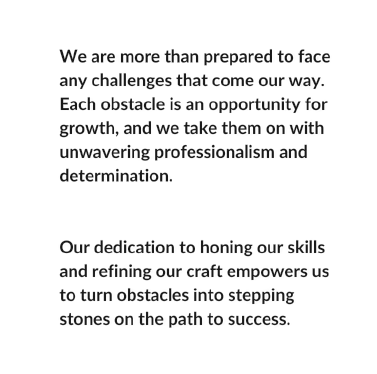 We are more than prepared to face
any challenges that come our way.
Each obstacle is an opportunity for
growth, and we take them on with
unwavering professionalism and
determination.
Our dedication to honing our skills
and refining our craft empowers us
to turn obstacles into stepping
stones on the path to success.